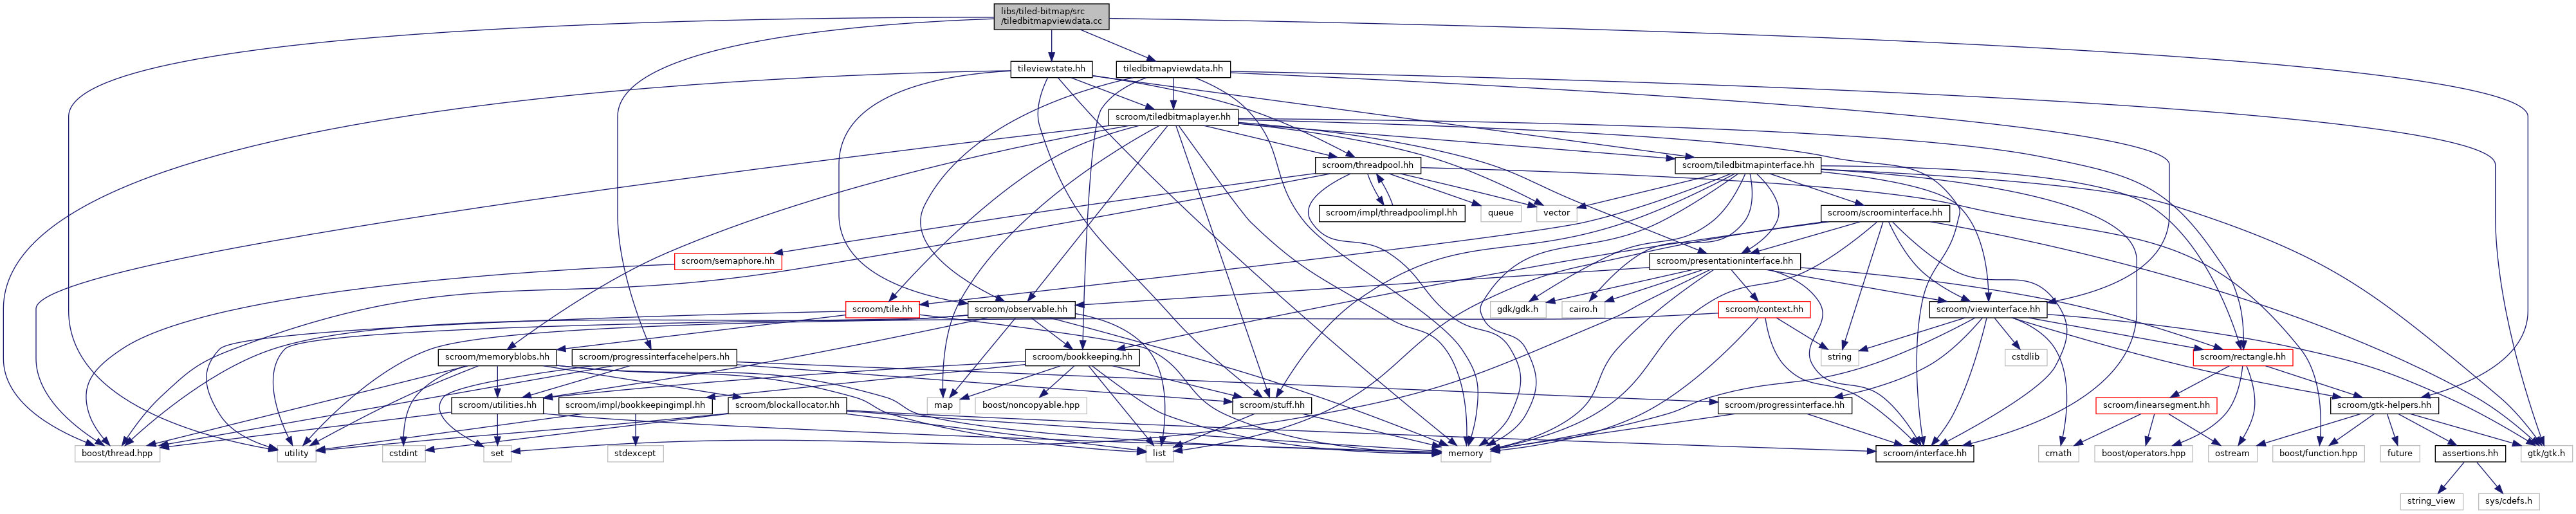 libs/tiled-bitmap/src
/tiledbitmapviewdata.cc
tileviewstate.hh
tiledbitmapviewdata.hh
scroom/tiledbitmaplayer.hh
scroom/threadpool.hh
scroom/tiledbitmapinterface.hh
scroom/impl/threadpoolimpl.hh
queue
vector
scroom/scroominterface.hh
scroom/semaphore.hh
scroom/presentationinterface.hh
scroom/tile.hh
scroom/observable.hh
gdk/gdk.h
cairo.h
scroom/context.hh
scroom/viewinterface.hh
scroom/memoryblobs.hh
scroom/progressinterfacehelpers.hh
scroom/bookkeeping.hh
string
cstdlib
scroom/rectangle.hh
scroom/utilities.hh
scroom/impl/bookkeepingimpl.hh
scroom/blockallocator.hh
map
boost/noncopyable.hpp
scroom/stuff.hh
scroom/progressinterface.hh
scroom/linearsegment.hh
scroom/gtk-helpers.hh
boost/thread.hpp
utility
cstdint
set
stdexcept
list
memory
scroom/interface.hh
cmath
boost/operators.hpp
ostream
boost/function.hpp
future
assertions.hh
gtk/gtk.h
string_view
sys/cdefs.h